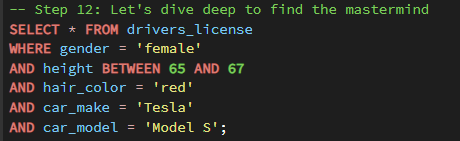 -- Step 12: Let's dive deep to find the mastermind
SELECT * FROM drivers_license
WHERE gender = 'female'
AND height BETWEEN 65 AND 67
AND hair_color = 'red'
AND car_make = 'Tesla'
AND car_model = 'Model S';